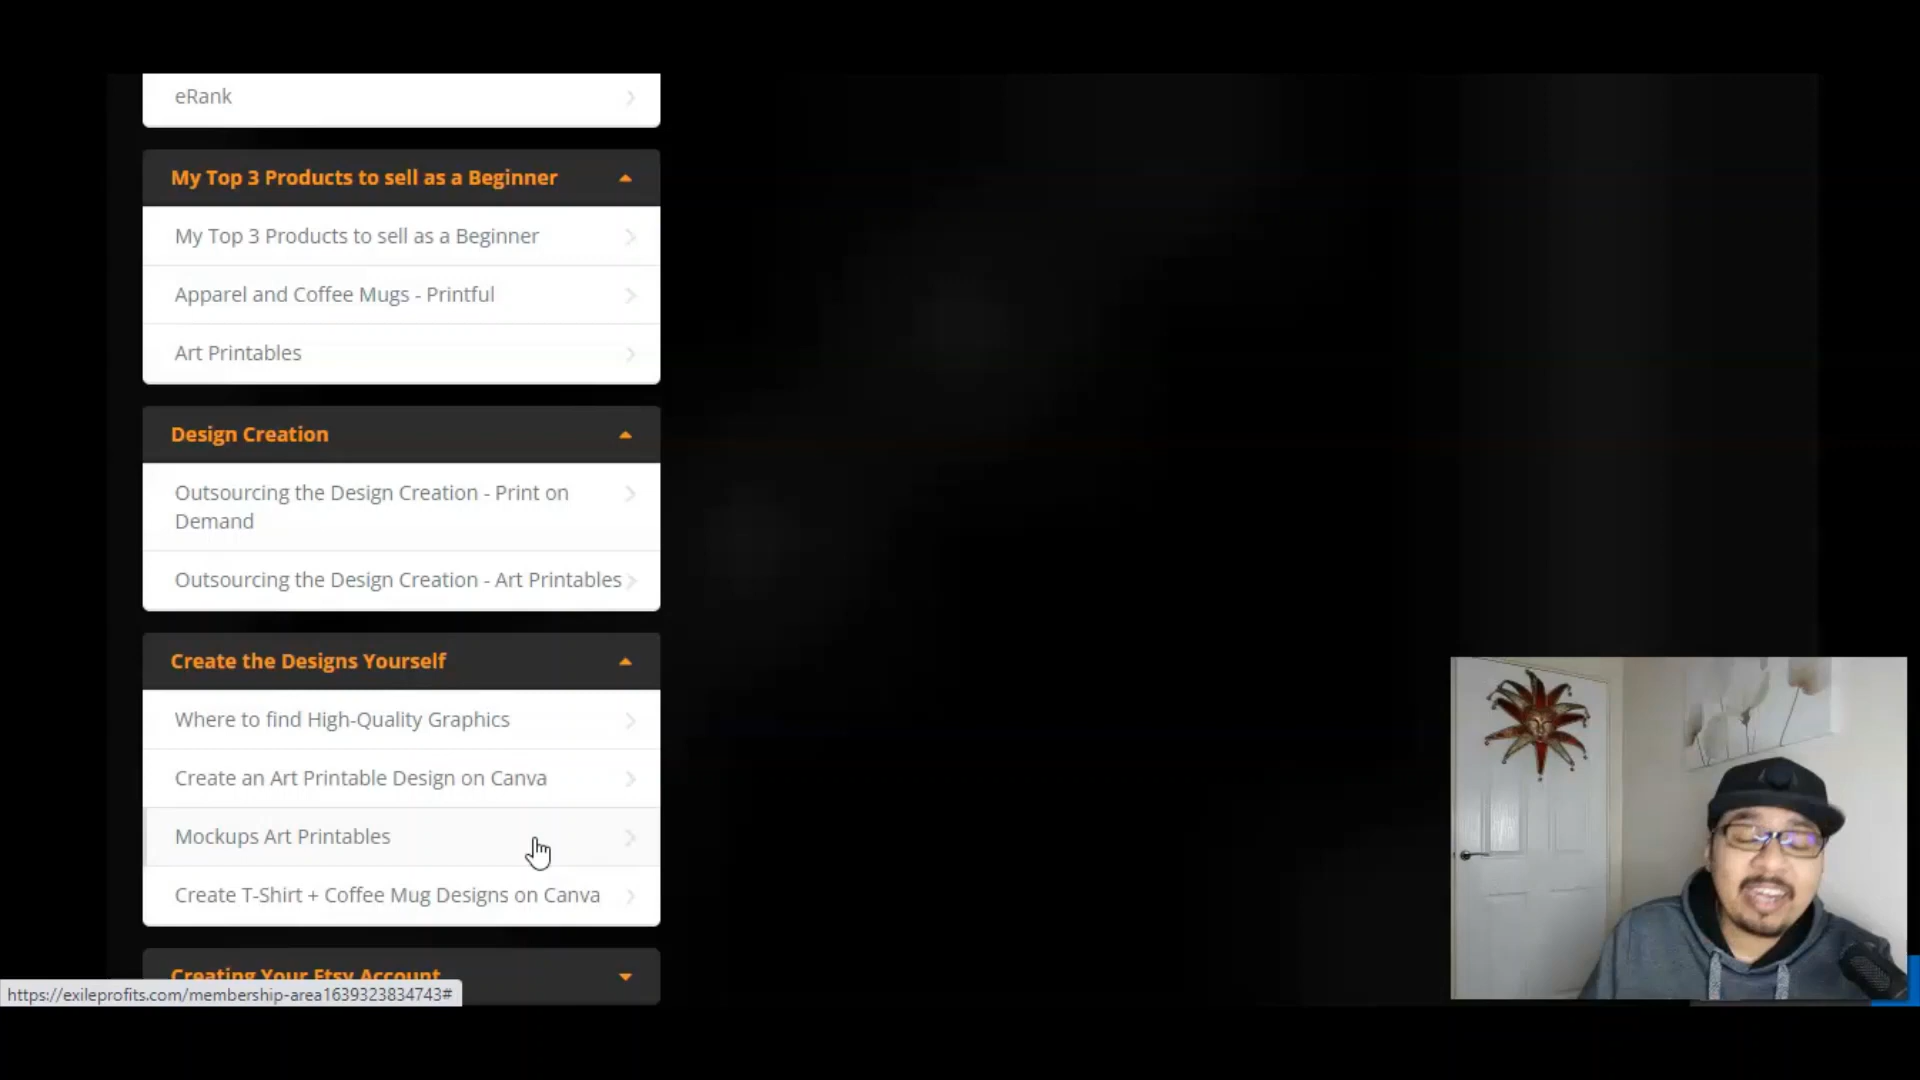 eRank
My Top 3 Products to sell as a Beginner
My Top 3 Products to sell as a Beginner
Apparel and Coffee Mugs - Printful
Art Printables
Design Creation
Outsourcing the Design Creation - Print on
Demand
Outsourcing the Design Creation - Art Printables
Create the Designs Yourself
Where to find High-Quality Graphics
Create an Art Printable Design on Canva
Mockups Art Printables
Create T-Shirt + Coffee Mug Designs on Canva
Creating Your Etsy Account
https://exileprofits.com/membership-area1639323834743#